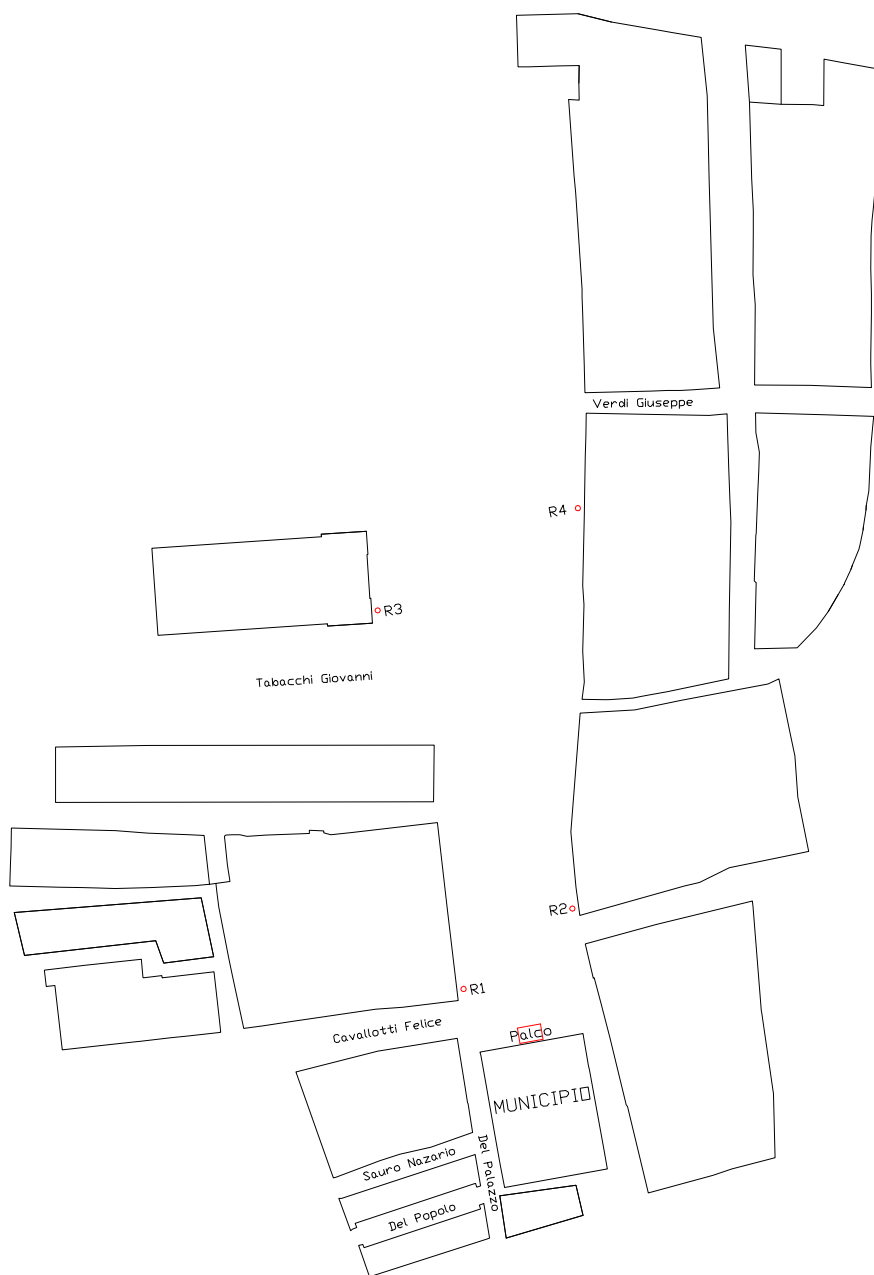 Verdi Giuseppe
R4
R3
Tabacchi Giovanni
R2
R1
Cavallotti Felice
Palco
MUNICIPIO
Del Palazzo
Sauro Nazario
Del Popolo